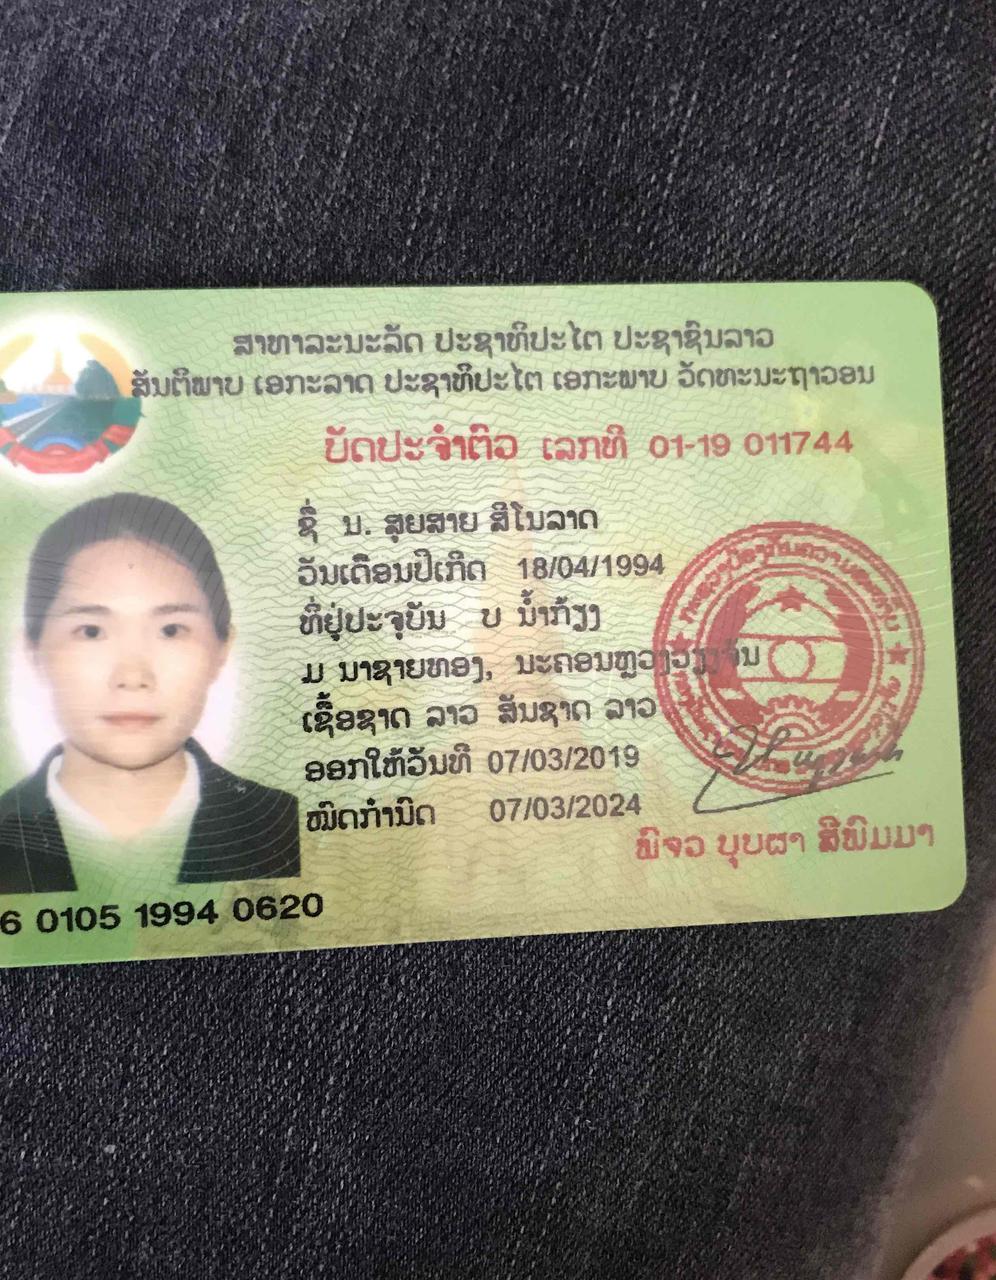 ສາທາລະນະລັດ ປະຊາທິປະໄຕ ປະຊາຊົນລາວ
ສັນຕິພາບ ເອກະລາດ ປະຊາທິປະໄຕ ເອກະພາບ ວັດທະນະຖາວອນ
ບັດປະຈຳຕົວ ເລກທີ 01-19 011744
ຊື່ ນ. ສຸຍສາຍ ສີໂນລາດ
ວັນເດືອນປີເກີດ 18/04/1994
ທີ່ຢູ່ປະຈຸບັນ ບ ນ້ຳກ້ຽງ
ມ ນາຊາຍທອງ, ນະຄອນຫຼວງວຽງຈັນ
ເຊື້ອຊາດ ລາວ ສັນຊາດ ລາວ
ອອກໃຫ້ວັນທີ 07/03/2019
ໝົດກຳນົດ 07/03/2024
ພົຈວ ບຸບຜາ ສີພິມມາ
6 0105 1994 0620